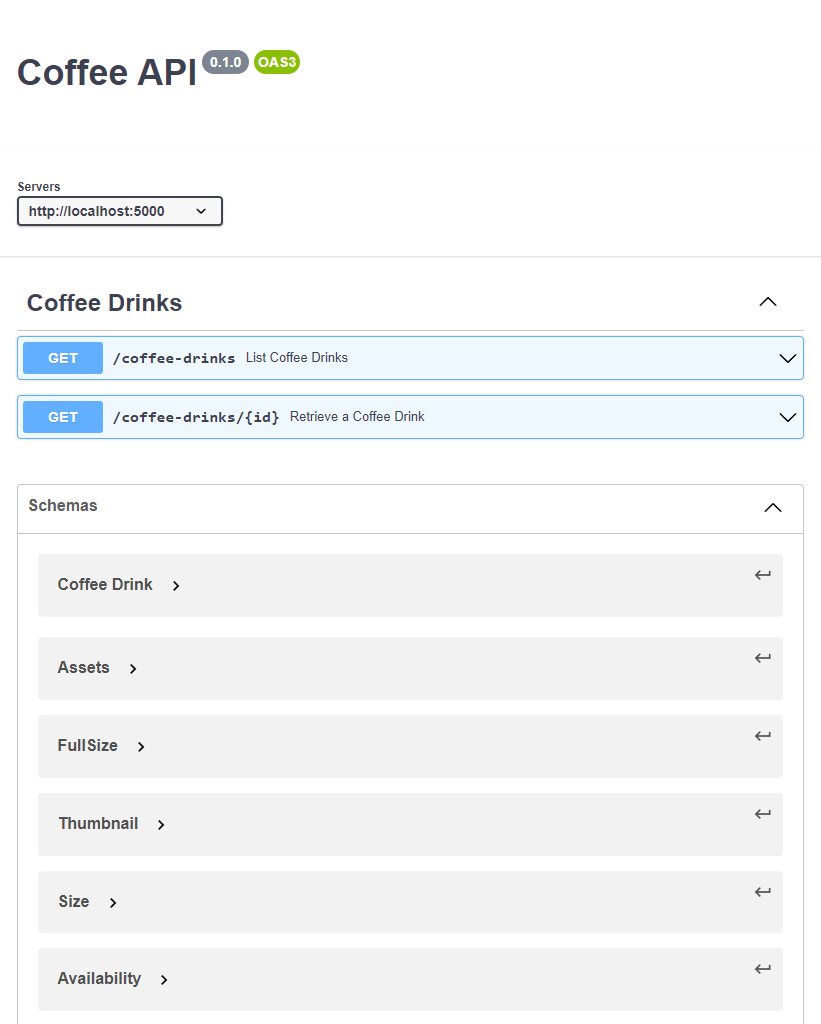 Coffee API 0.1.0 OAS3
Servers
http://localhost:5000
Coffee Drinks
GET /coffee-drinks List Coffee Drinks
GET /coffee-drinks/{id} Retrieve a Coffee Drink
Schemas
Coffee Drink
Assets
FullSize
Thumbnail
Size
Availability